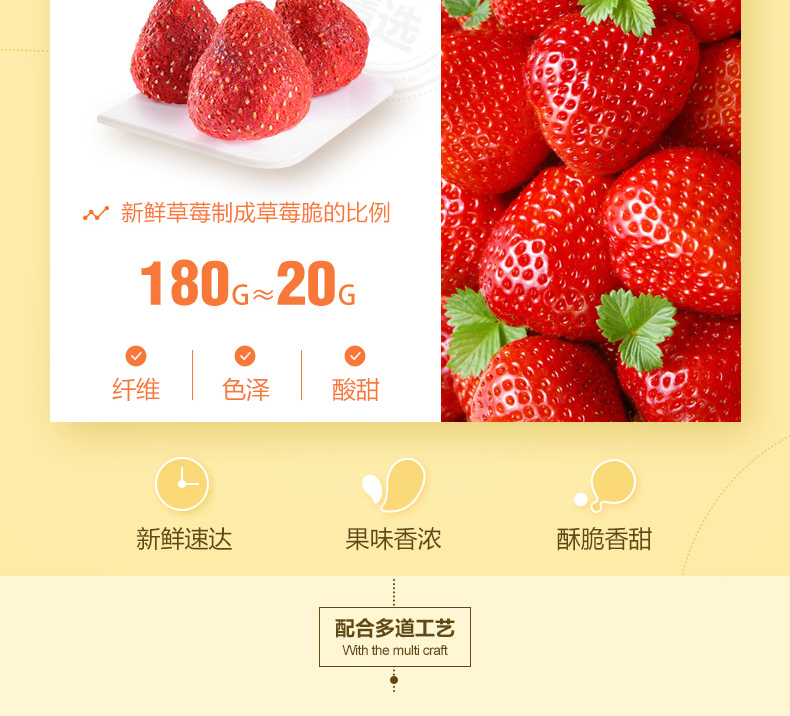 精选
新鲜草莓制成草莓脆的比例
180G≈20G
纤维 色泽 酸甜
新鲜速达 果味香浓 酥脆香甜
配合多道工艺
With the multi craft